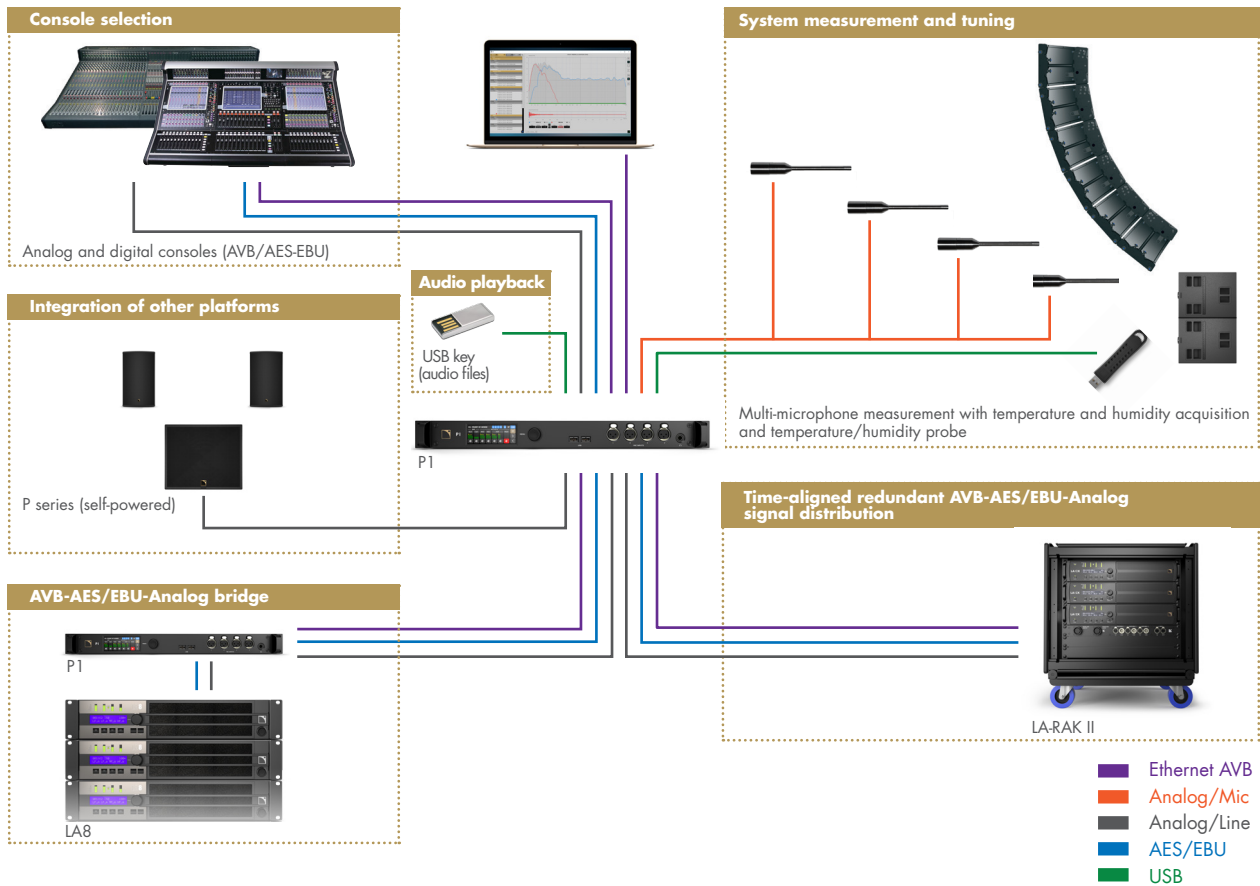 Console selection
Analog and digital consoles (AVB/AES-EBU)
System measurement and tuning
Multi-microphone measurement with temperature and humidity acquisition
and temperature/humidity probe
Integration of other platforms
P series (self-powered)
Audio playback
USB key
(audio files)
P1
P1
Time-aligned redundant AVB-AES/EBU-Analog
signal distribution
LA-RAK II
AVB-AES/EBU-Analog bridge
P1
P1
LA8
Ethernet AVB
Analog/Mic
Analog/Line
AES/EBU
USB